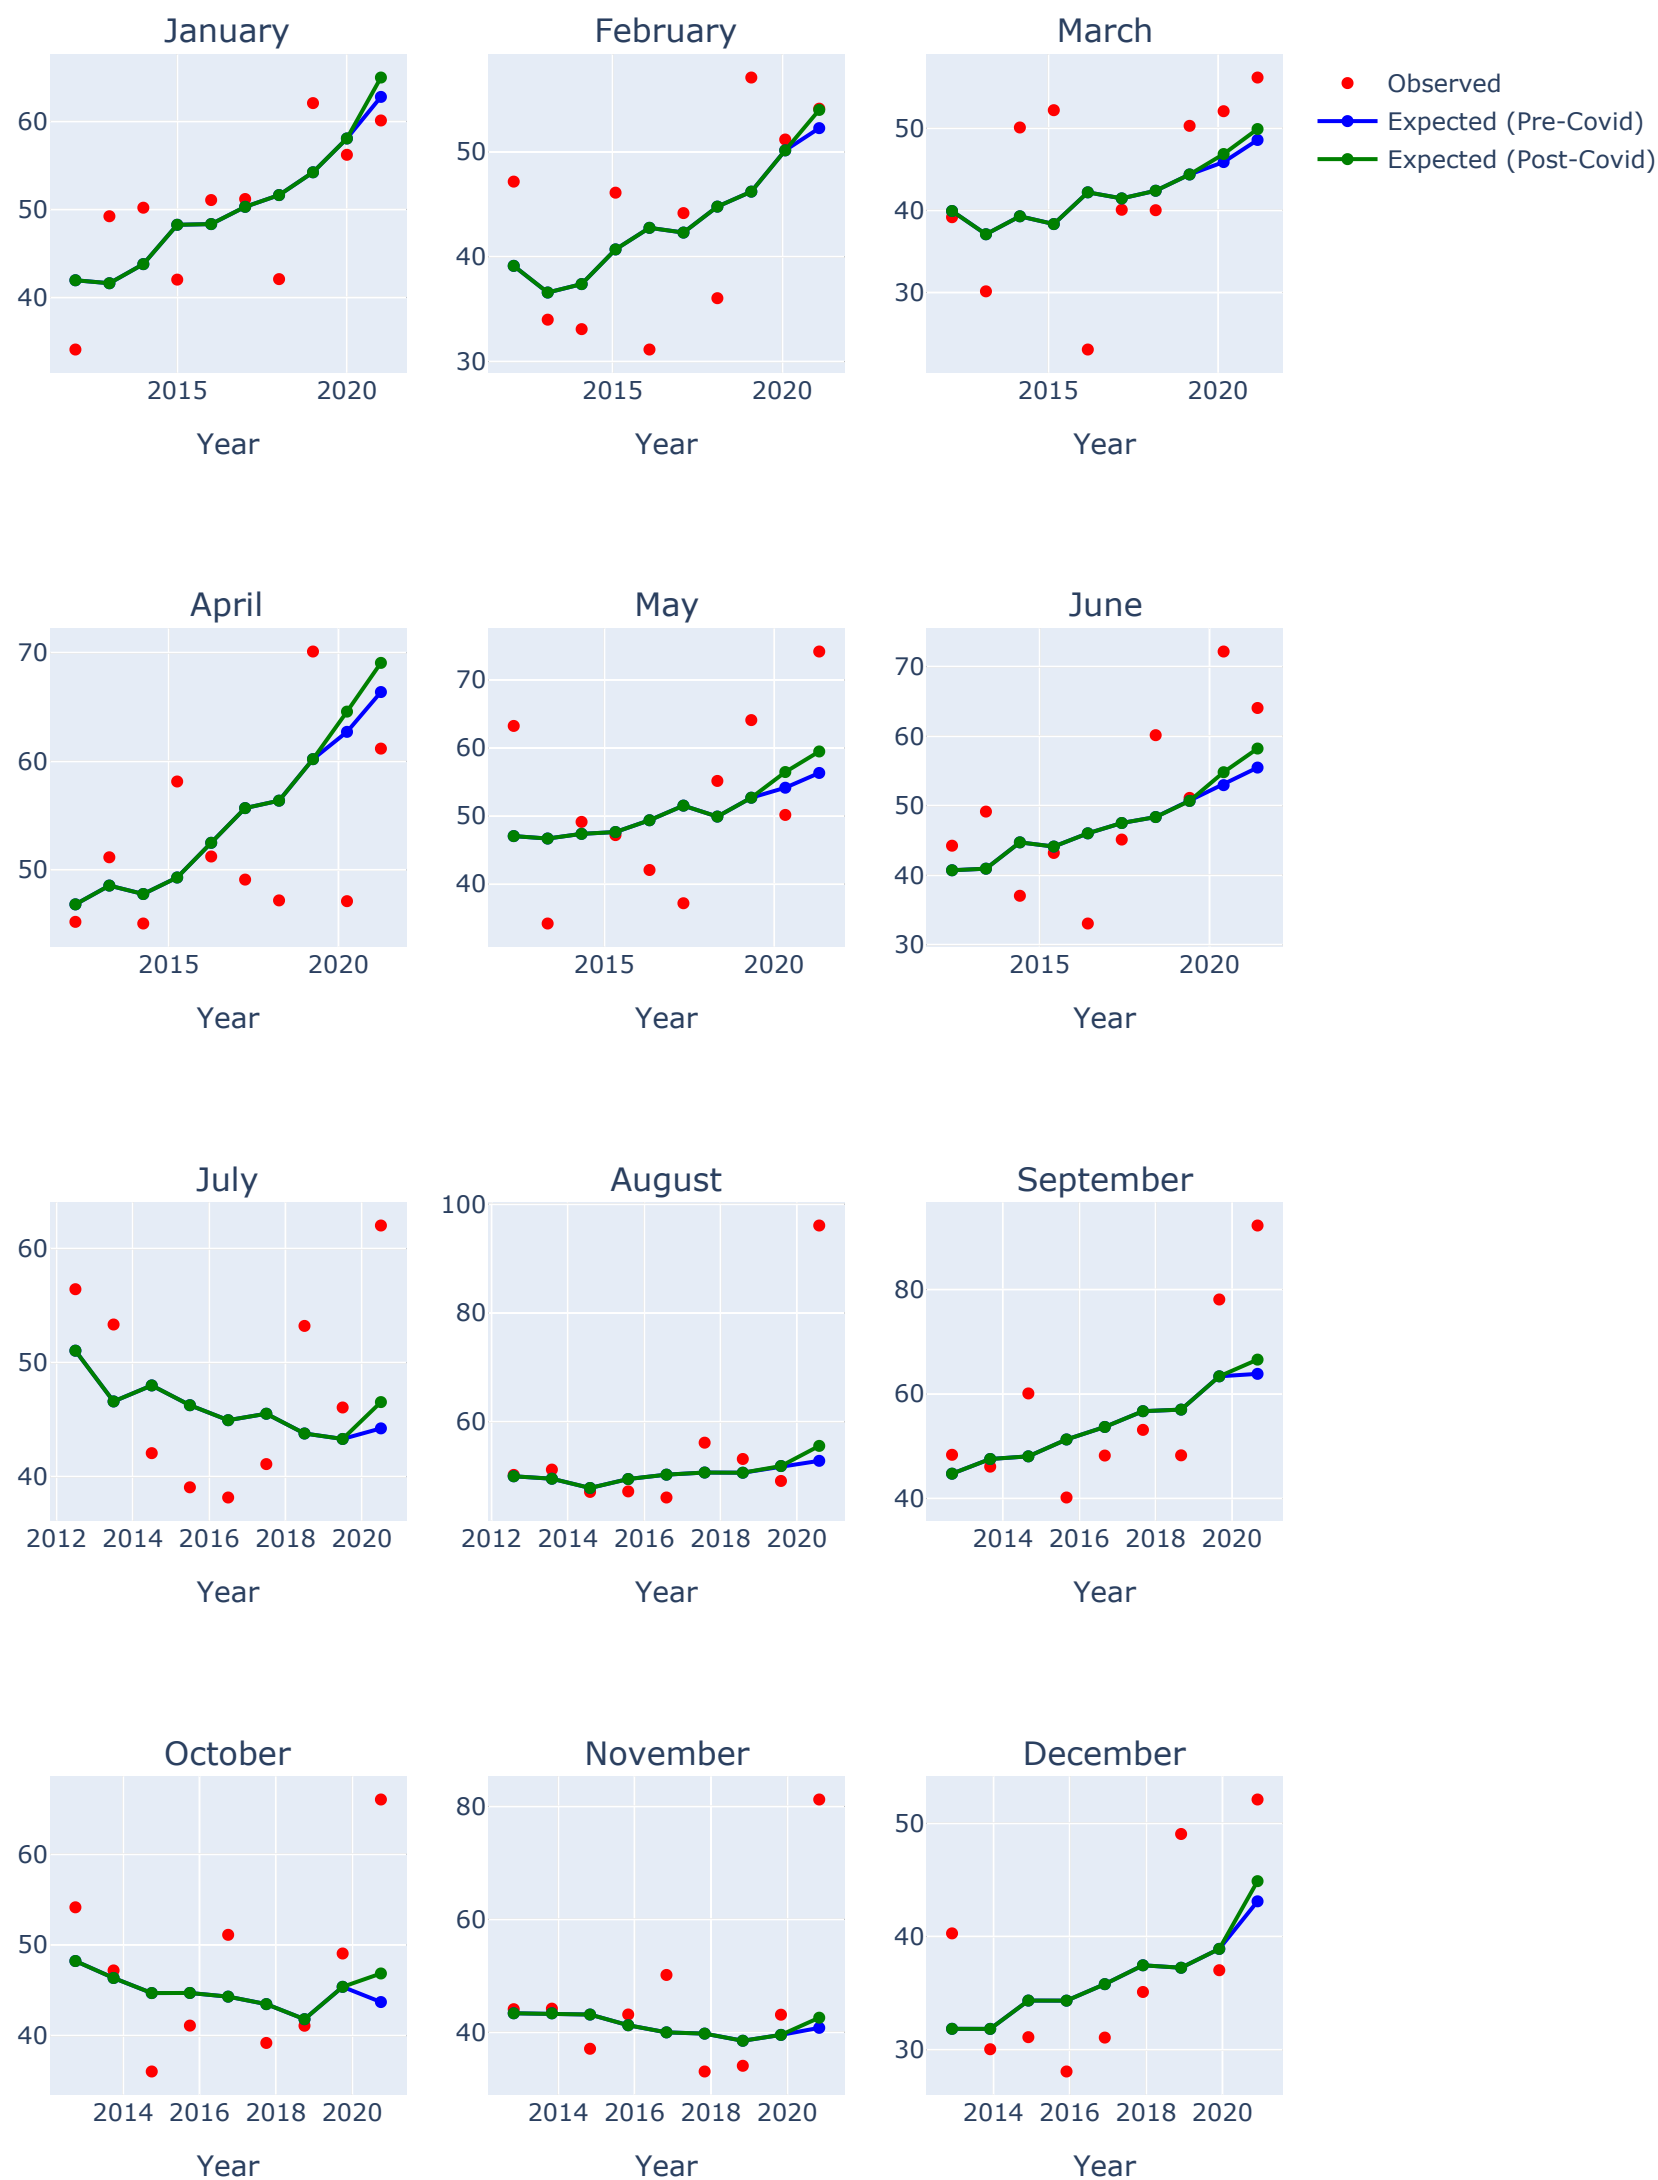 January
February
March
Observed
Expected (Pre-Covid)
Expected (Post-Covid)
60
50
40
2015
2020
Year
50
40
30
2015
2020
Year
50
40
30
2015
2020
Year
April
May
June
70
60
50
2015
2020
Year
70
60
50
40
2015
2020
Year
70
60
50
40
30
2015
2020
Year
July
August
September
60
50
40
2012 2014 2016 2018 2020
Year
100
80
60
2012 2014 2016 2018 2020
Year
80
60
40
2014 2016 2018 2020
Year
October
November
December
60
50
40
2014 2016 2018 2020
Year
80
60
40
2014 2016 2018 2020
Year
50
40
30
2014 2016 2018 2020
Year